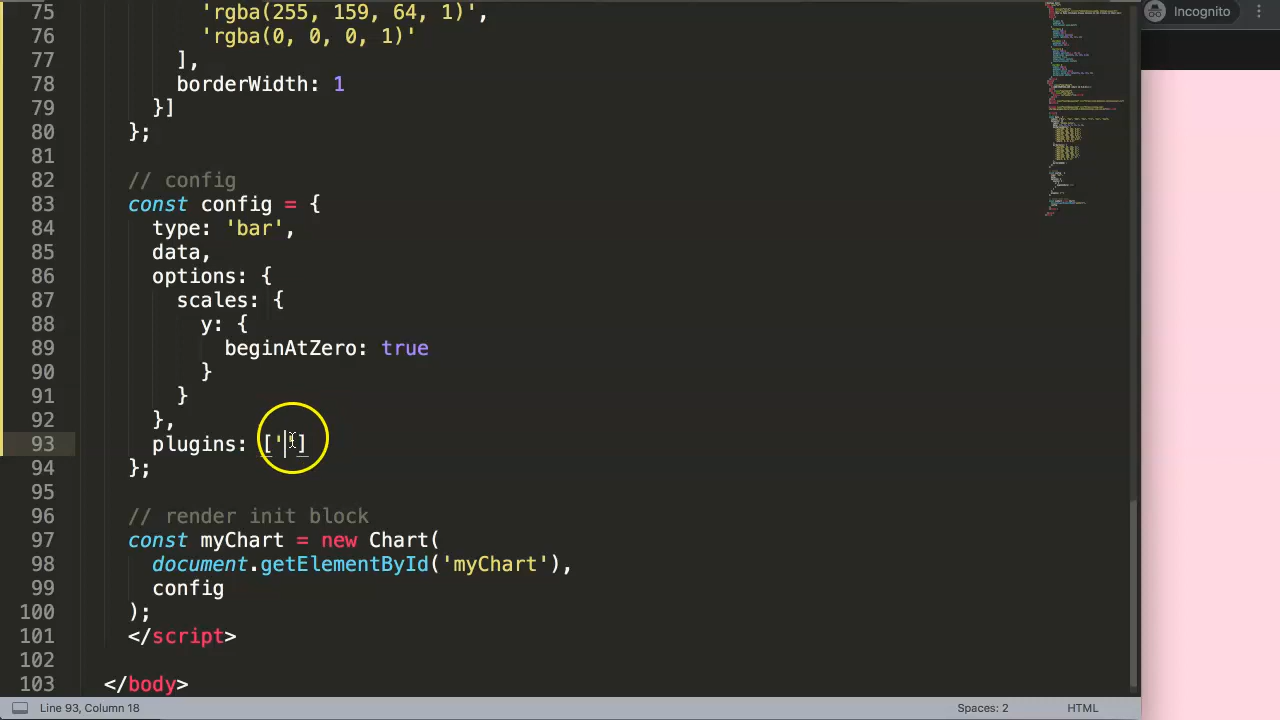 Incognito
75 'rgba(255, 159, 64, 1)',
76 'rgba(0, 0, 0, 1)'
77 ],
78 borderWidth: 1
79 }]
80 };
81
82 // config
83 const config = {
84 type: 'bar',
85 data,
86 options: {
87 scales: {
88 y: {
89 beginAtZero: true
90 }
91 }
92 },
93 plugins: ['']
94 };
95
96 // render init block
97 const myChart = new Chart(
98 document.getElementById('myChart'),
99 config
100 );
101 </script>
102
103 </body>
Line 93, Column 18 Spaces: 2 HTML